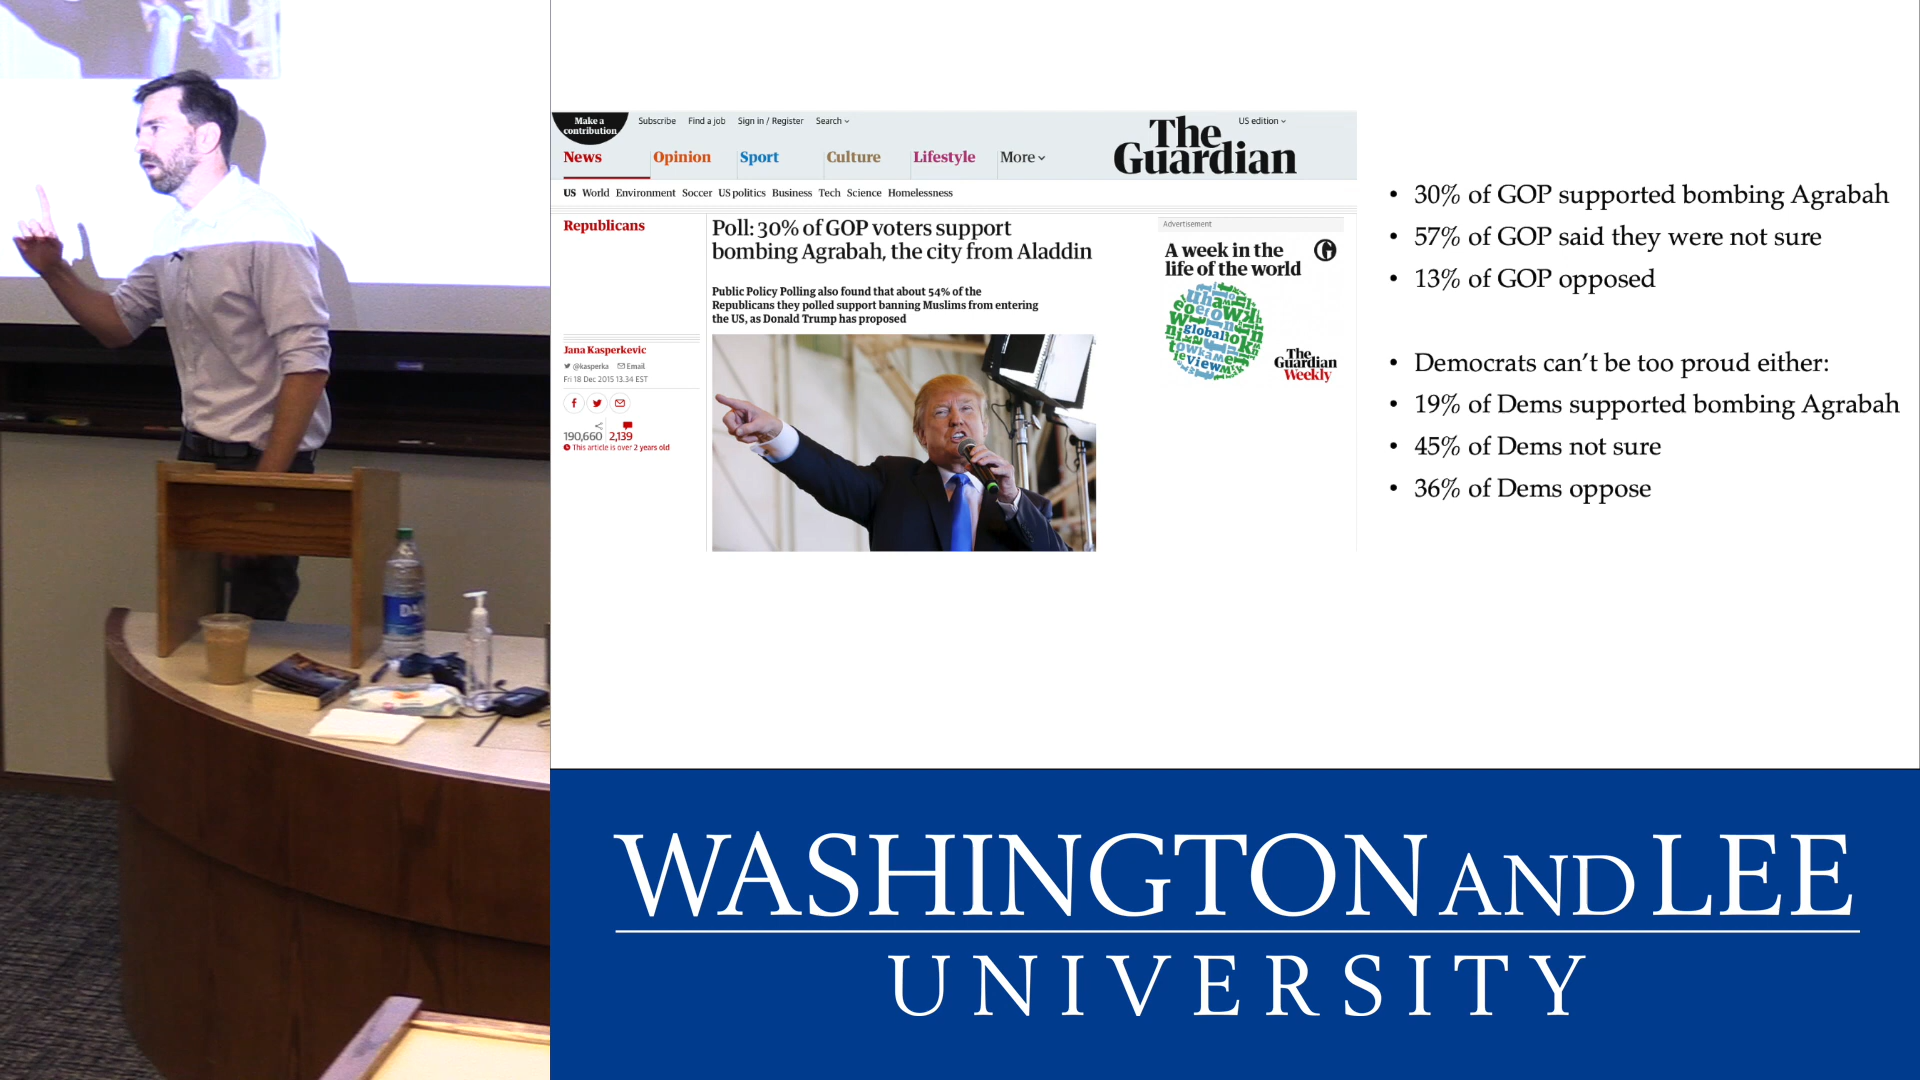 Make a
contribution
Subscribe Find a job Sign in / Register Search
US edition
The
Guardian
News Opinion Sport Culture Lifestyle More
US World Environment Soccer US politics Business Tech Science Homelessness
Republicans
Poll: 30% of GOP voters support
bombing Agrabah, the city from Aladdin
Public Policy Polling also found that about 54% of the
Republicans they polled support banning Muslims from entering
the US, as Donald Trump has proposed
Jana Kasperkevic
@kasperka Email
Fri 18 Dec 2015 13.34 EST
190,660 2,139
This article is over 2 years old
Advertisement
A week in the
life of the world
global
view
The
Guardian
Weekly
• 30% of GOP supported bombing Agrabah
• 57% of GOP said they were not sure
• 13% of GOP opposed
• Democrats can't be too proud either:
• 19% of Dems supported bombing Agrabah
• 45% of Dems not sure
• 36% of Dems oppose
WASHINGTON AND LEE
UNIVERSITY